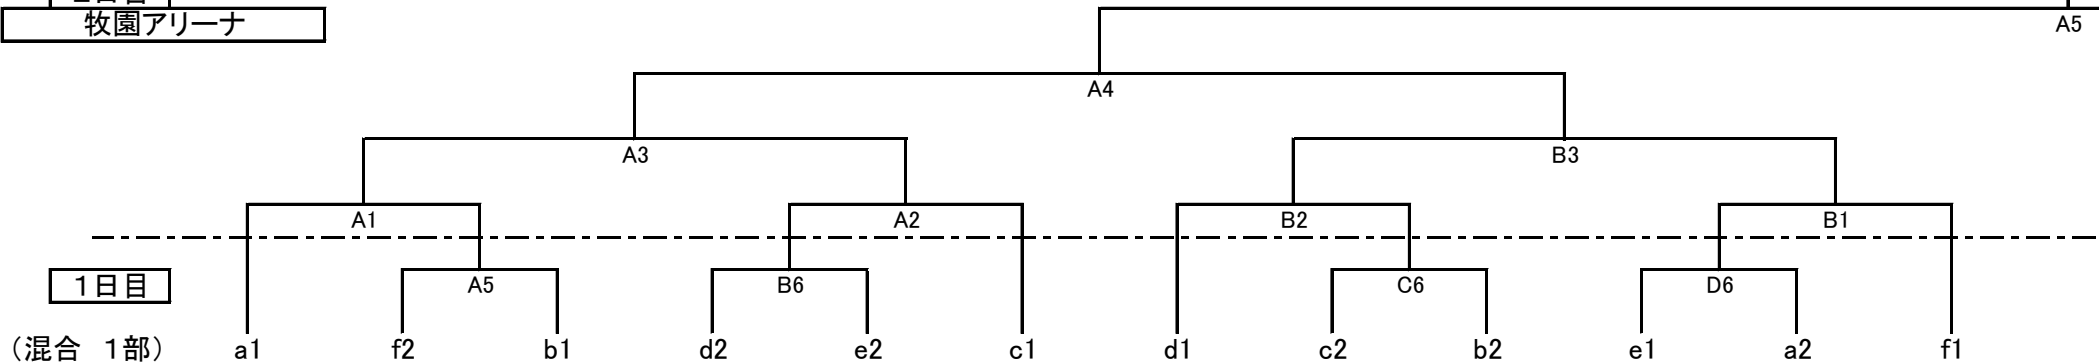 牧園アリーナ
A5
A4
A3 B3
A1 A2 B2 B1
1日目
A5 B6 C6 D6
（混合　1部） a1 f2 b1 d2 e2 c1 d1 c2 b2 e1 a2 f1